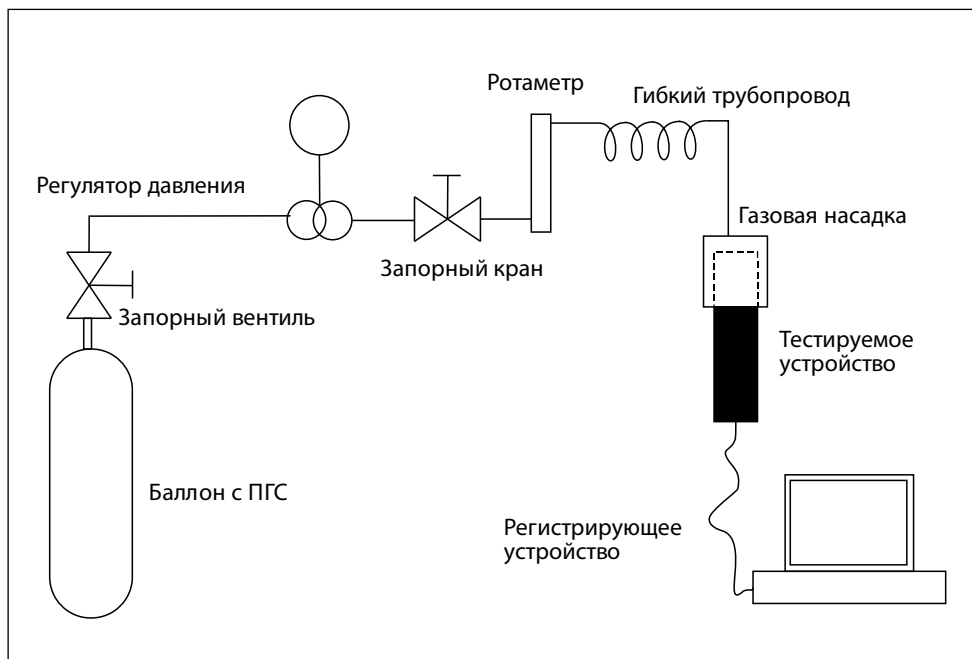 Ротаметр
Гибкий трубопровод
Регулятор давления
Газовая насадка
Запорный кран
Запорный вентиль
Тестируемое
устройство
Баллон с ПГС
Регистрирующее
устройство